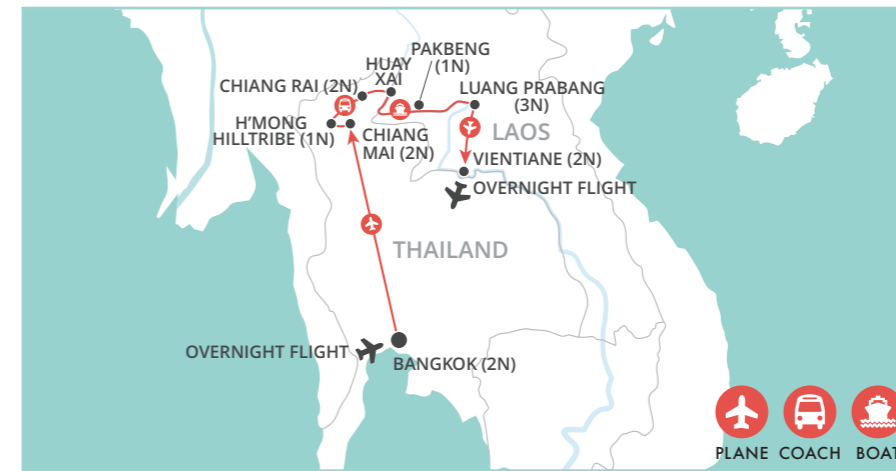 PAKBENG
(1N)
HUAY
XAI
CHIANG RAI (2N)
LUANG PRABANG
(3N)
H'MONG
HILLTRIBE (1N)
CHIANG
MAI (2N)
LAOS
VIENTIANE (2N)
OVERNIGHT FLIGHT
THAILAND
OVERNIGHT FLIGHT
BANGKOK (2N)
PLANE COACH BOAT